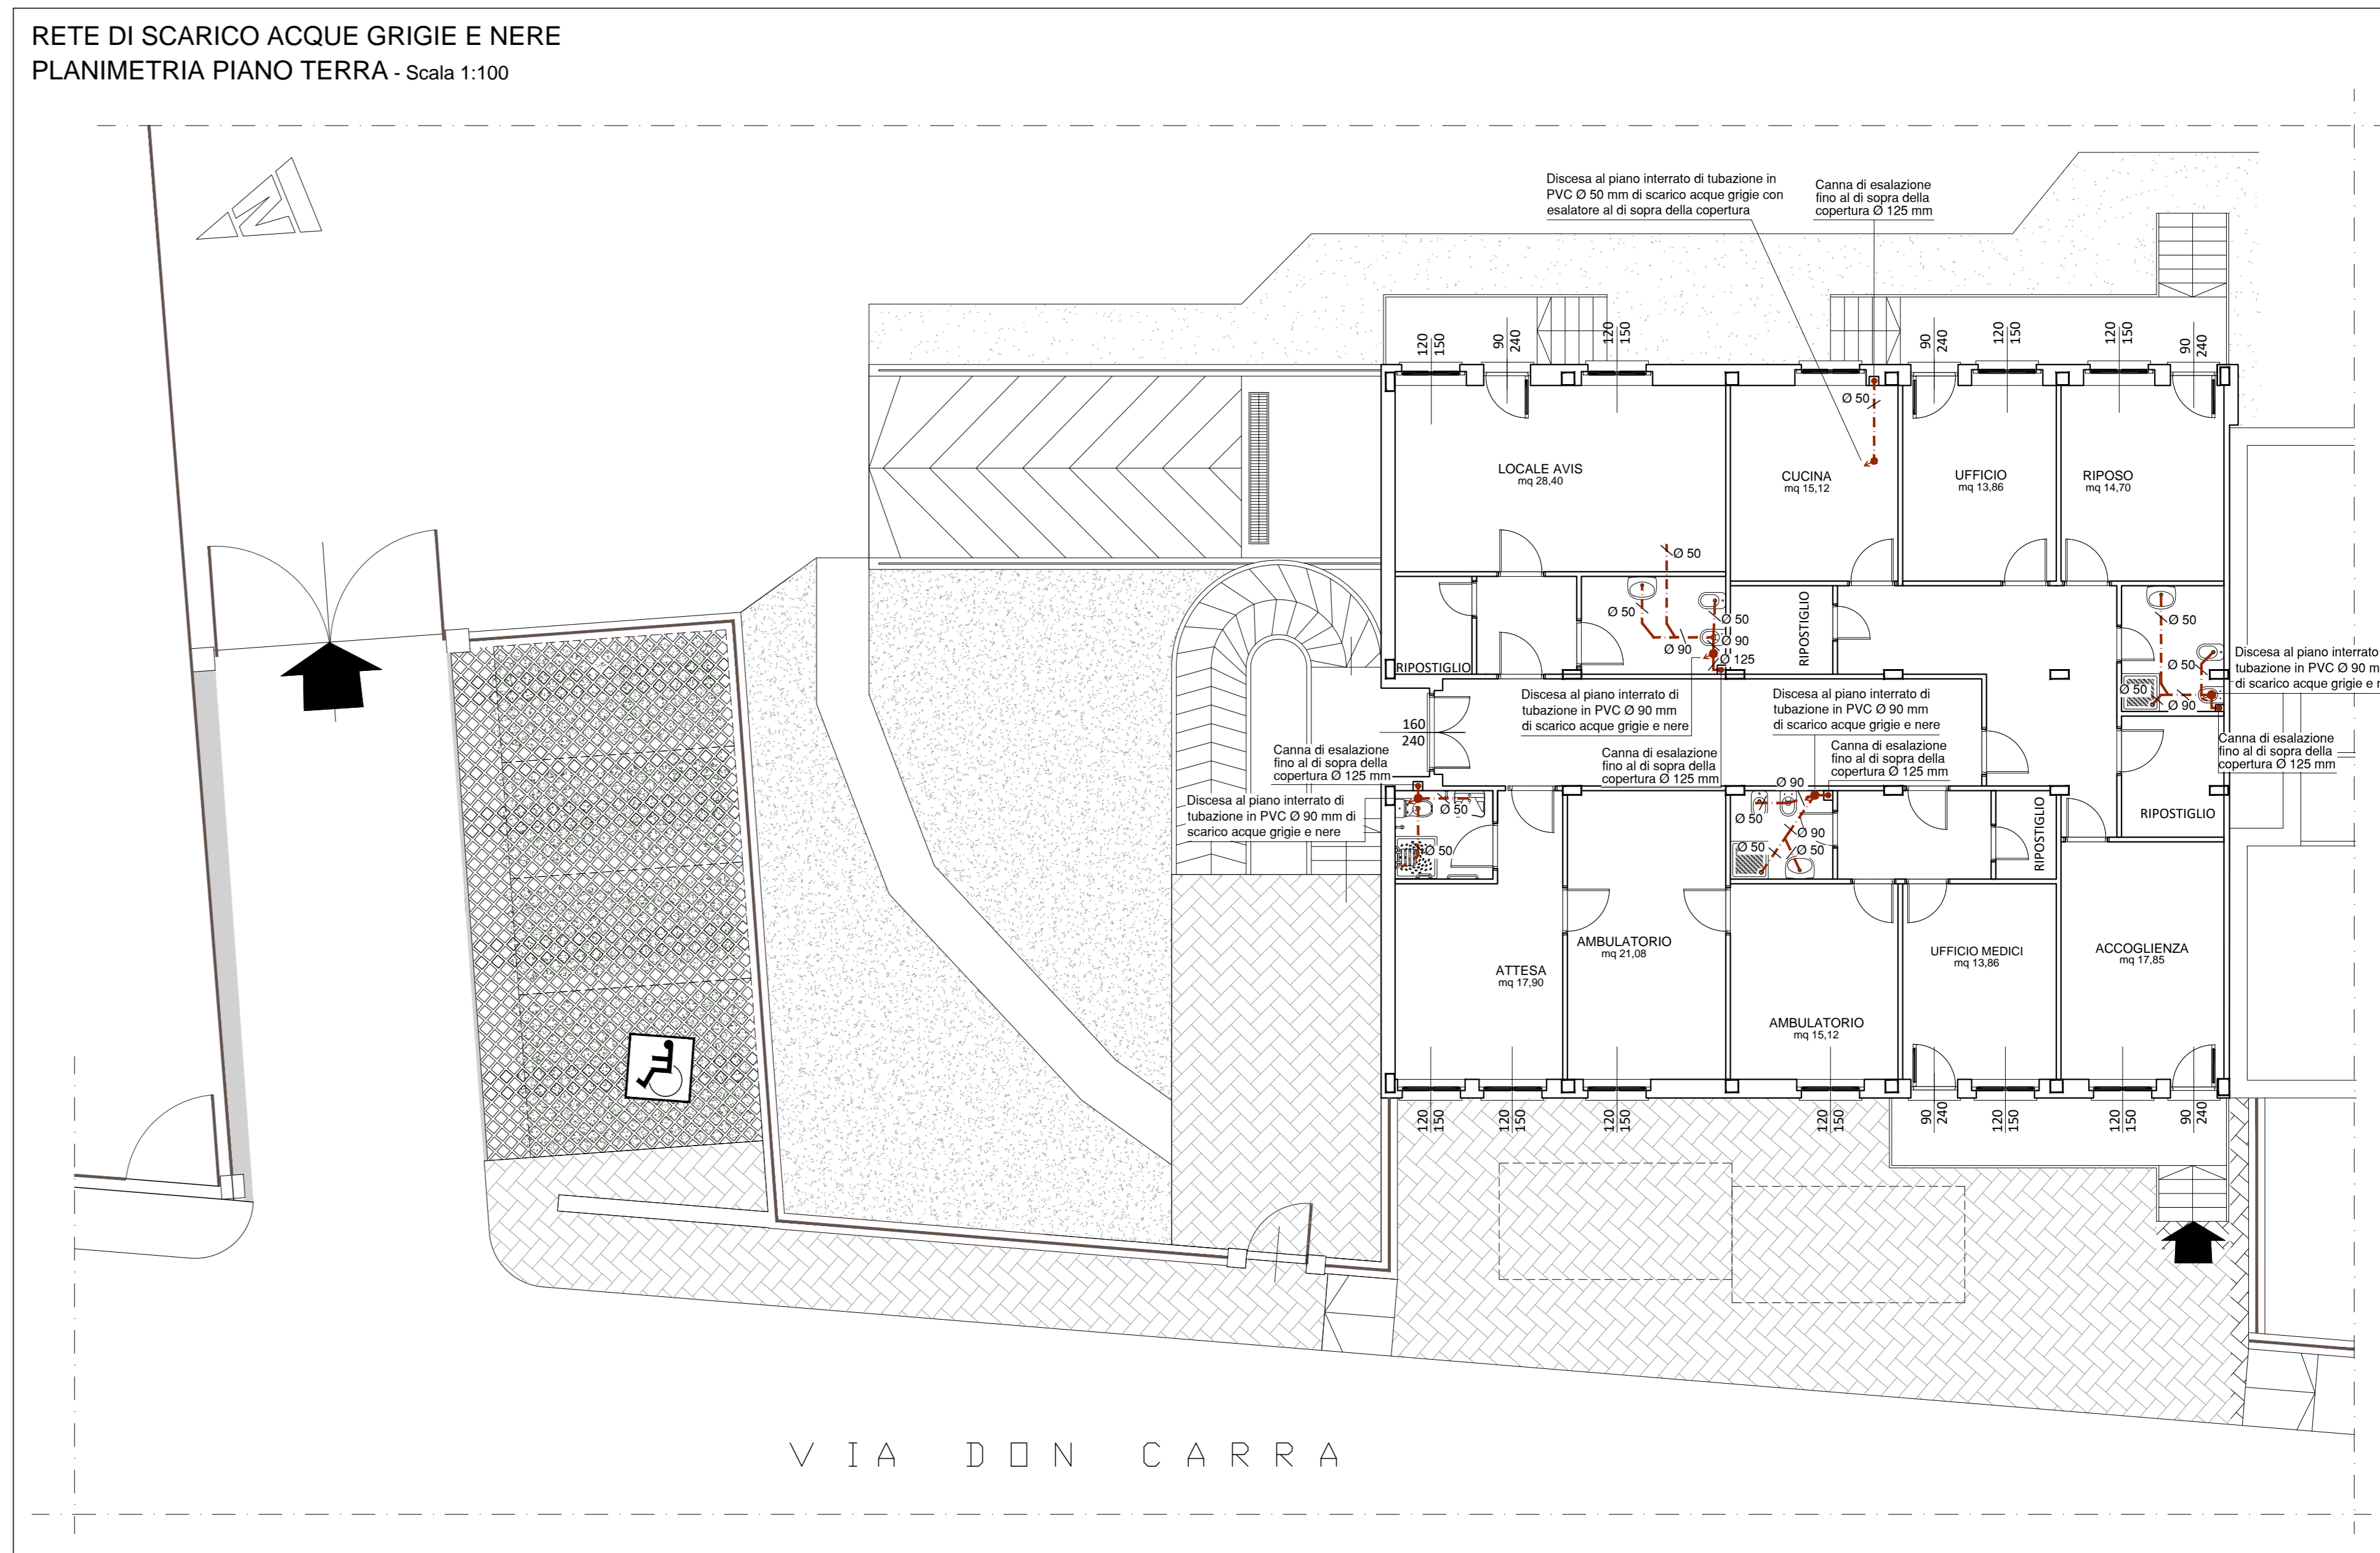 RETE DI SCARICO ACQUE GRIGIE E NERE
PLANIMETRIA PIANO TERRA - Scala 1:100
N
Discesa al piano interrato di tubazione in
PVC Ø 50 mm di scarico acque grigie con
esalatore al di sopra della copertura
Canna di esalazione
fino al di sopra della
copertura Ø 125 mm
120
150
90
240
120
150
90
240
120
150
120
150
90
240
Ø 50
LOCALE AVIS
mq 28,40
CUCINA
mq 15,12
UFFICIO
mq 13,86
RIPOSO
mq 14,70
Ø 50
Ø 50
Ø 50
Ø 90
Ø 90
Ø 125
RIPOSTIGLIO
RIPOSTIGLIO
Ø 50
Ø 50
Ø 50
Ø 90
Discesa al piano interrato
tubazione in PVC Ø 90 m
di scarico acque grigie e
Discesa al piano interrato di
tubazione in PVC Ø 90 mm
di scarico acque grigie e nere
Discesa al piano interrato di
tubazione in PVC Ø 90 mm
di scarico acque grigie e nere
160
240
Canna di esalazione
fino al di sopra della
copertura Ø 125 mm
Canna di esalazione
fino al di sopra della
copertura Ø 125 mm
Canna di esalazione
fino al di sopra della
copertura Ø 125 mm
Canna di esalazione
fino al di sopra della
copertura Ø 125 mm
Discesa al piano interrato di
tubazione in PVC Ø 90 mm di
scarico acque grigie e nere
Ø 50
Ø 50
Ø 90
Ø 50
Ø 90
Ø 50
Ø 50
RIPOSTIGLIO
RIPOSTIGLIO
ATTESA
mq 17,90
AMBULATORIO
mq 21,08
AMBULATORIO
mq 15,12
UFFICIO MEDICI
mq 13,86
ACCOGLIENZA
mq 17,85
120
150
120
150
120
150
120
150
90
240
120
150
120
150
90
240
VIA DON CARRA